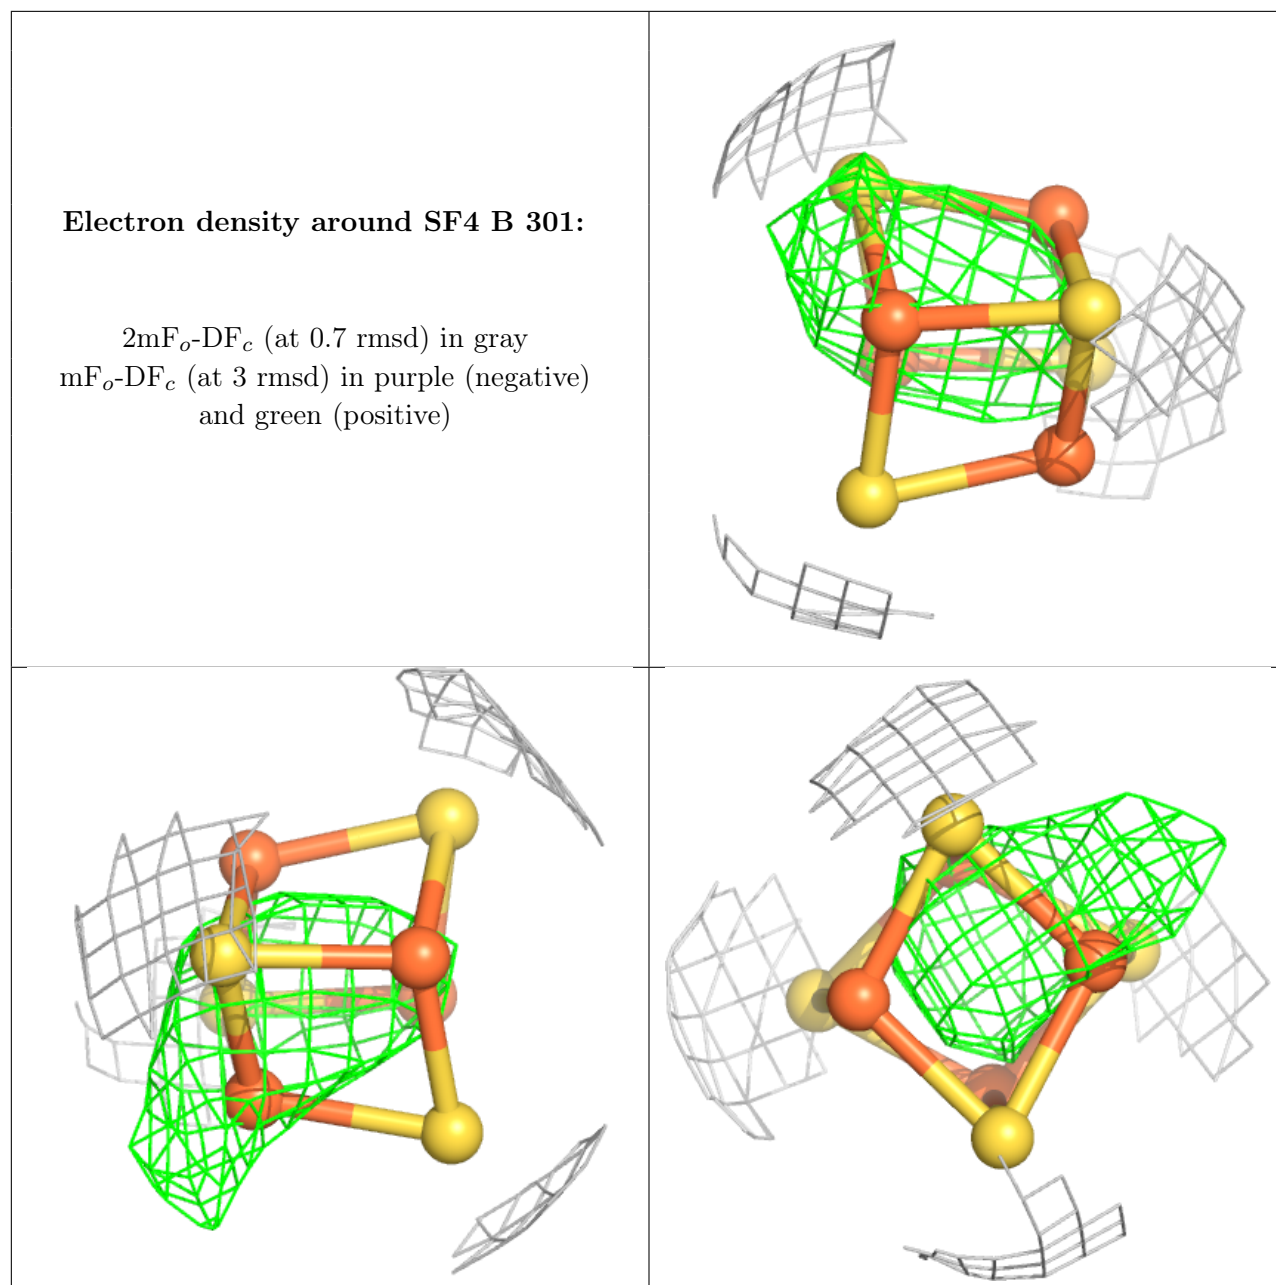 Electron density around SF4 B 301:
2mFo-DFc (at 0.7 rmsd) in gray
mFo-DFc (at 3 rmsd) in purple (negative)
and green (positive)